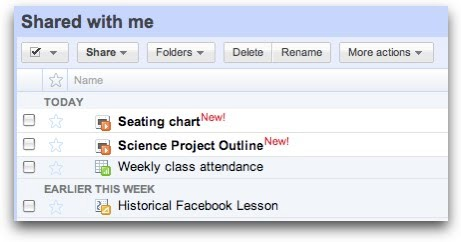 Shared with me
Share Folders Delete Rename More actions
Name
TODAY
Seating chart New!
Science Project Outline New!
Weekly class attendance
EARLIER THIS WEEK
Historical Facebook Lesson